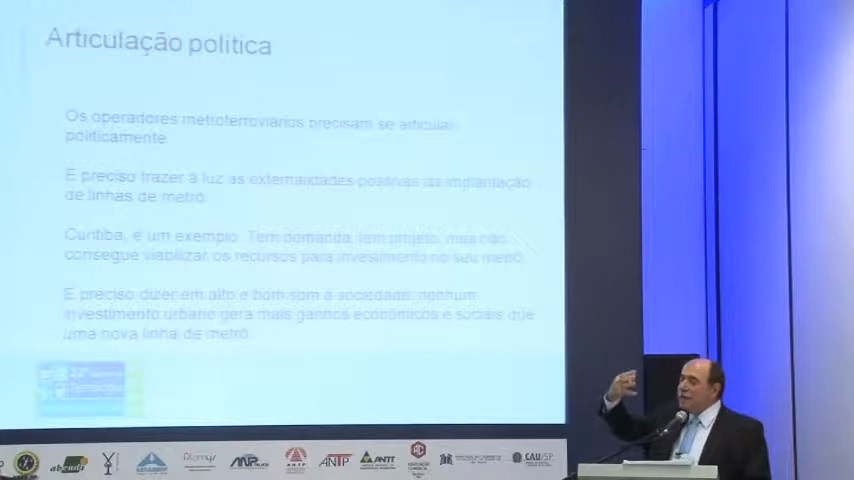 Articulação política
Os operadores metroferroviários precisam se articular
politicamente
É preciso trazer à luz as externalidades positivas da implantação
de linhas de metrô
Curitiba, é um exemplo. Tem demanda, tem projeto, mas não
consegue viabilizar os recursos para investimento no seu metrô.
É preciso dizer em alto e bom som à sociedade: nenhum
investimento urbano gera mais ganhos econômicos e sociais que
uma nova linha de metrô.
abendi
ANPTrilhos
ANTP
ANTT
CAU/SP